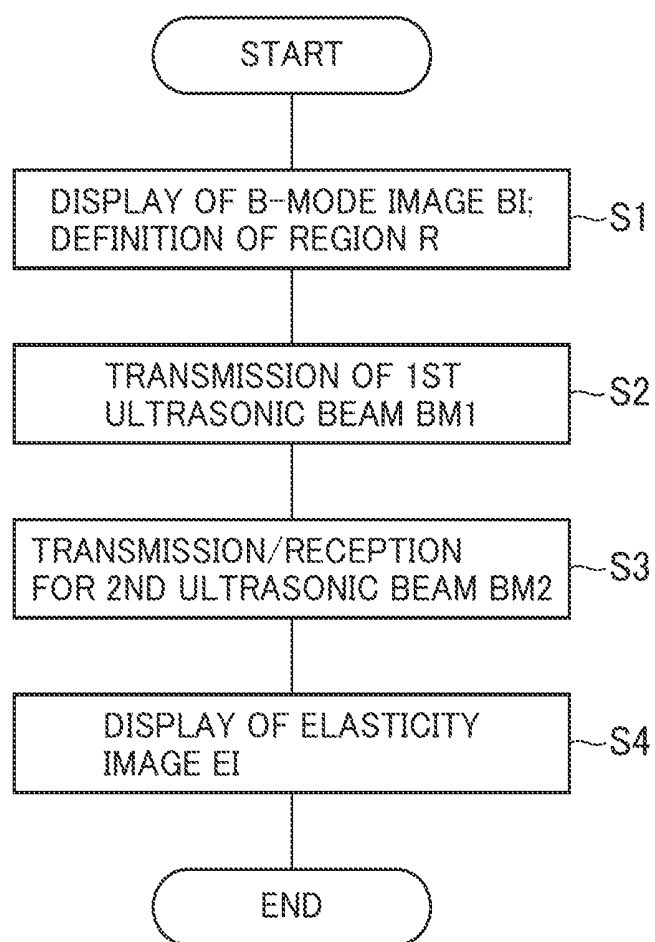 START
DISPLAY OF B-MODE IMAGE BI;
DEFINITION OF REGION R
S1
TRANSMISSION OF 1ST
ULTRASONIC BEAM BM1
S2
TRANSMISSION/RECEPTION
FOR 2ND ULTRASONIC BEAM BM2
S3
DISPLAY OF ELASTICITY
IMAGE EI
S4
END